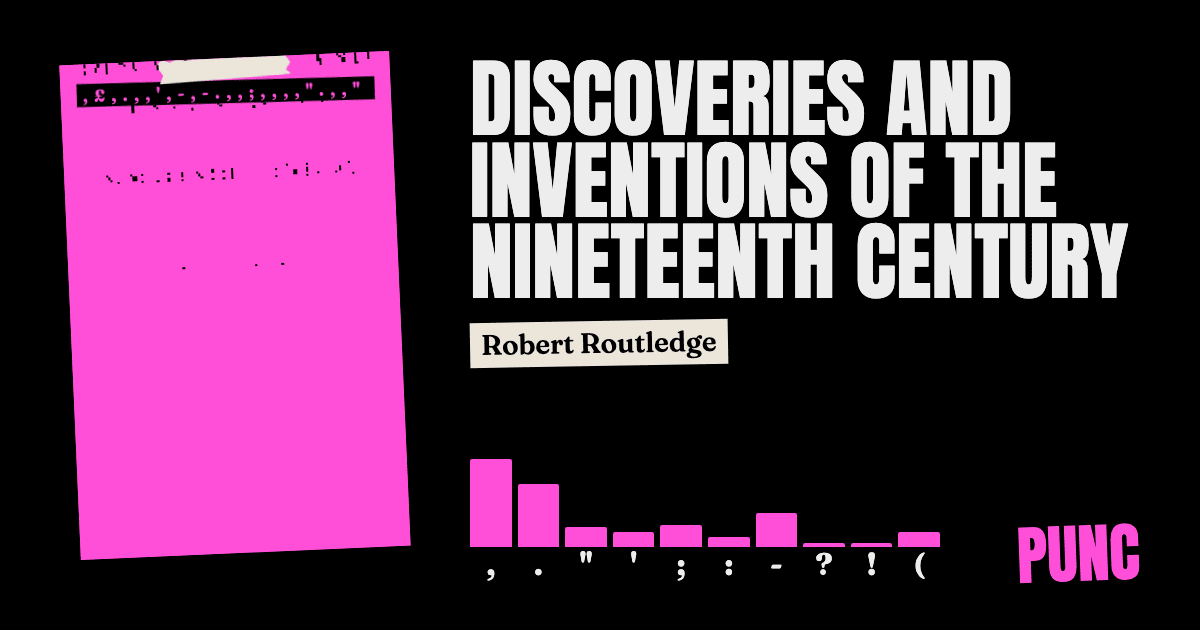 ,£,.,,',-,-.,,;,,,,".,,"
DISCOVERIES AND
INVENTIONS OF THE
NINETEENTH CENTURY
Robert Routledge
, . " ' ; : - ? ! (
PUNC